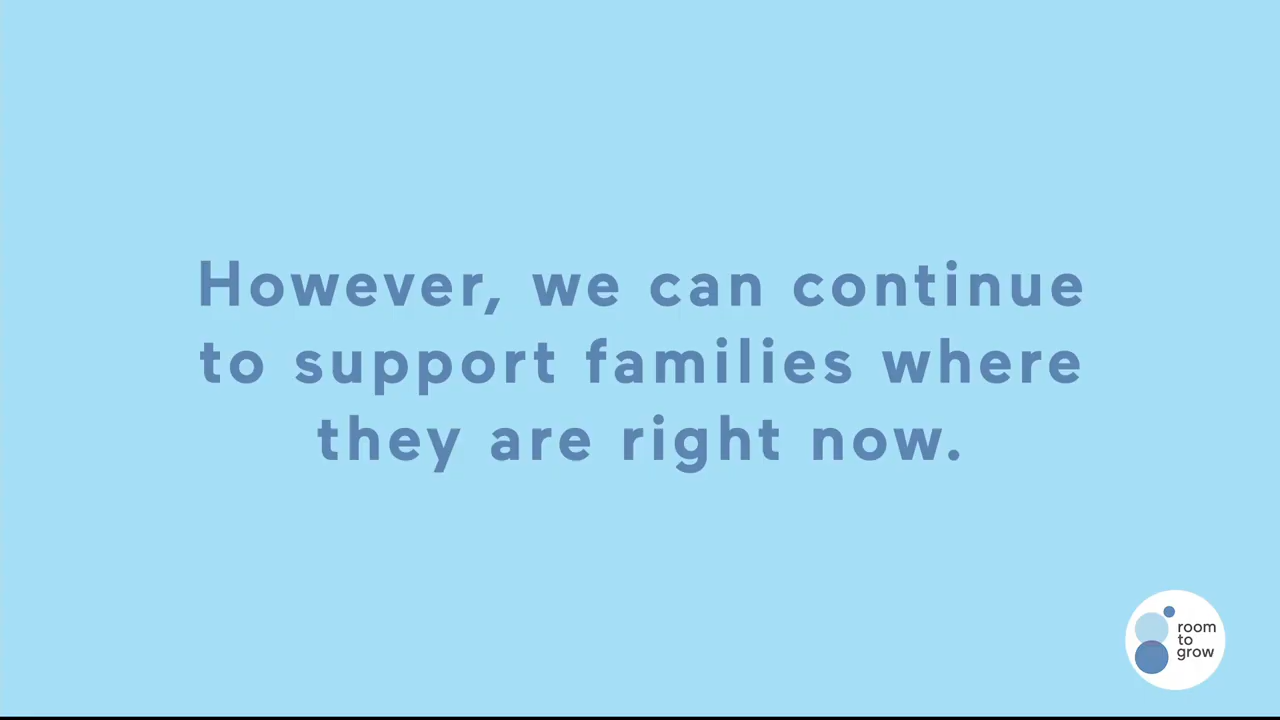 However, we can continue
to support families where
they are right now.
room
to
grow